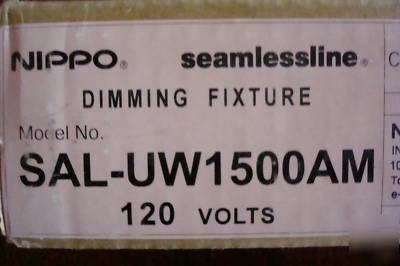 NIPPO® seamlessline®
DIMMING FIXTURE
Model No.
SAL-UW1500AM
120 VOLTS